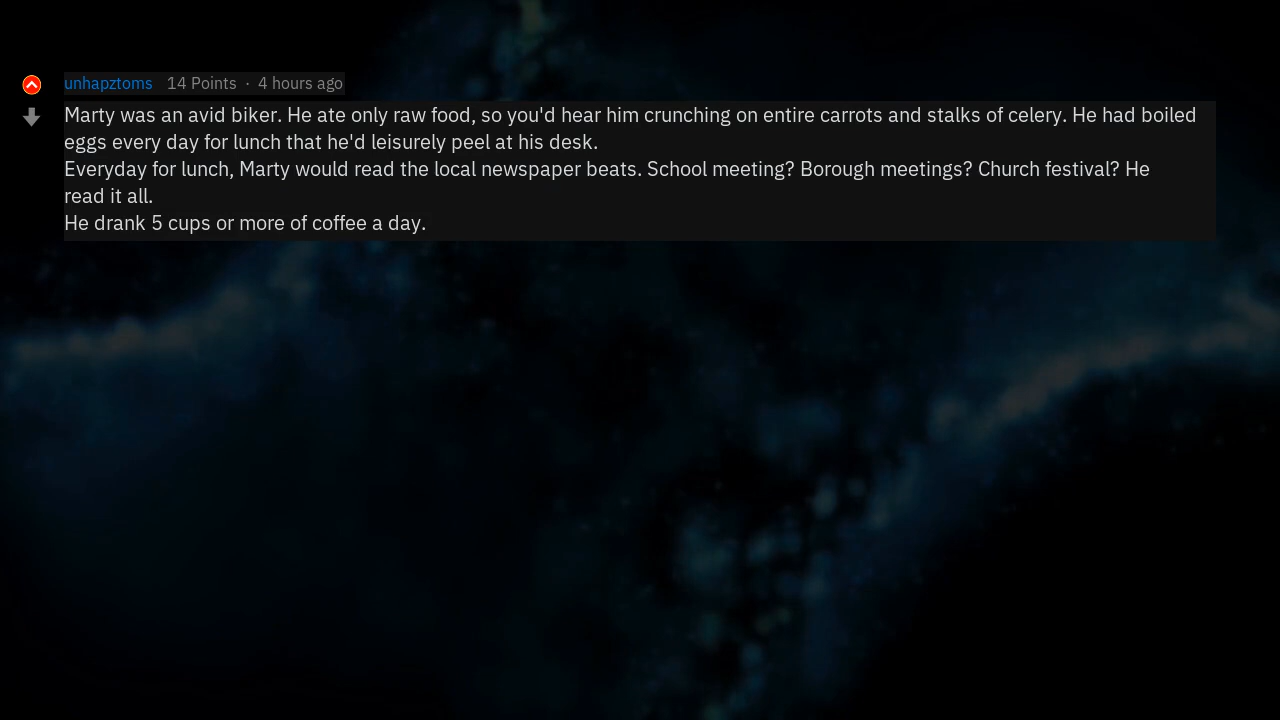 unhapztoms 14 Points · 4 hours ago
Marty was an avid biker. He ate only raw food, so you'd hear him crunching on entire carrots and stalks of celery. He had boiled
eggs every day for lunch that he'd leisurely peel at his desk.
Everyday for lunch, Marty would read the local newspaper beats. School meeting? Borough meetings? Church festival? He
read it all.
He drank 5 cups or more of coffee a day.